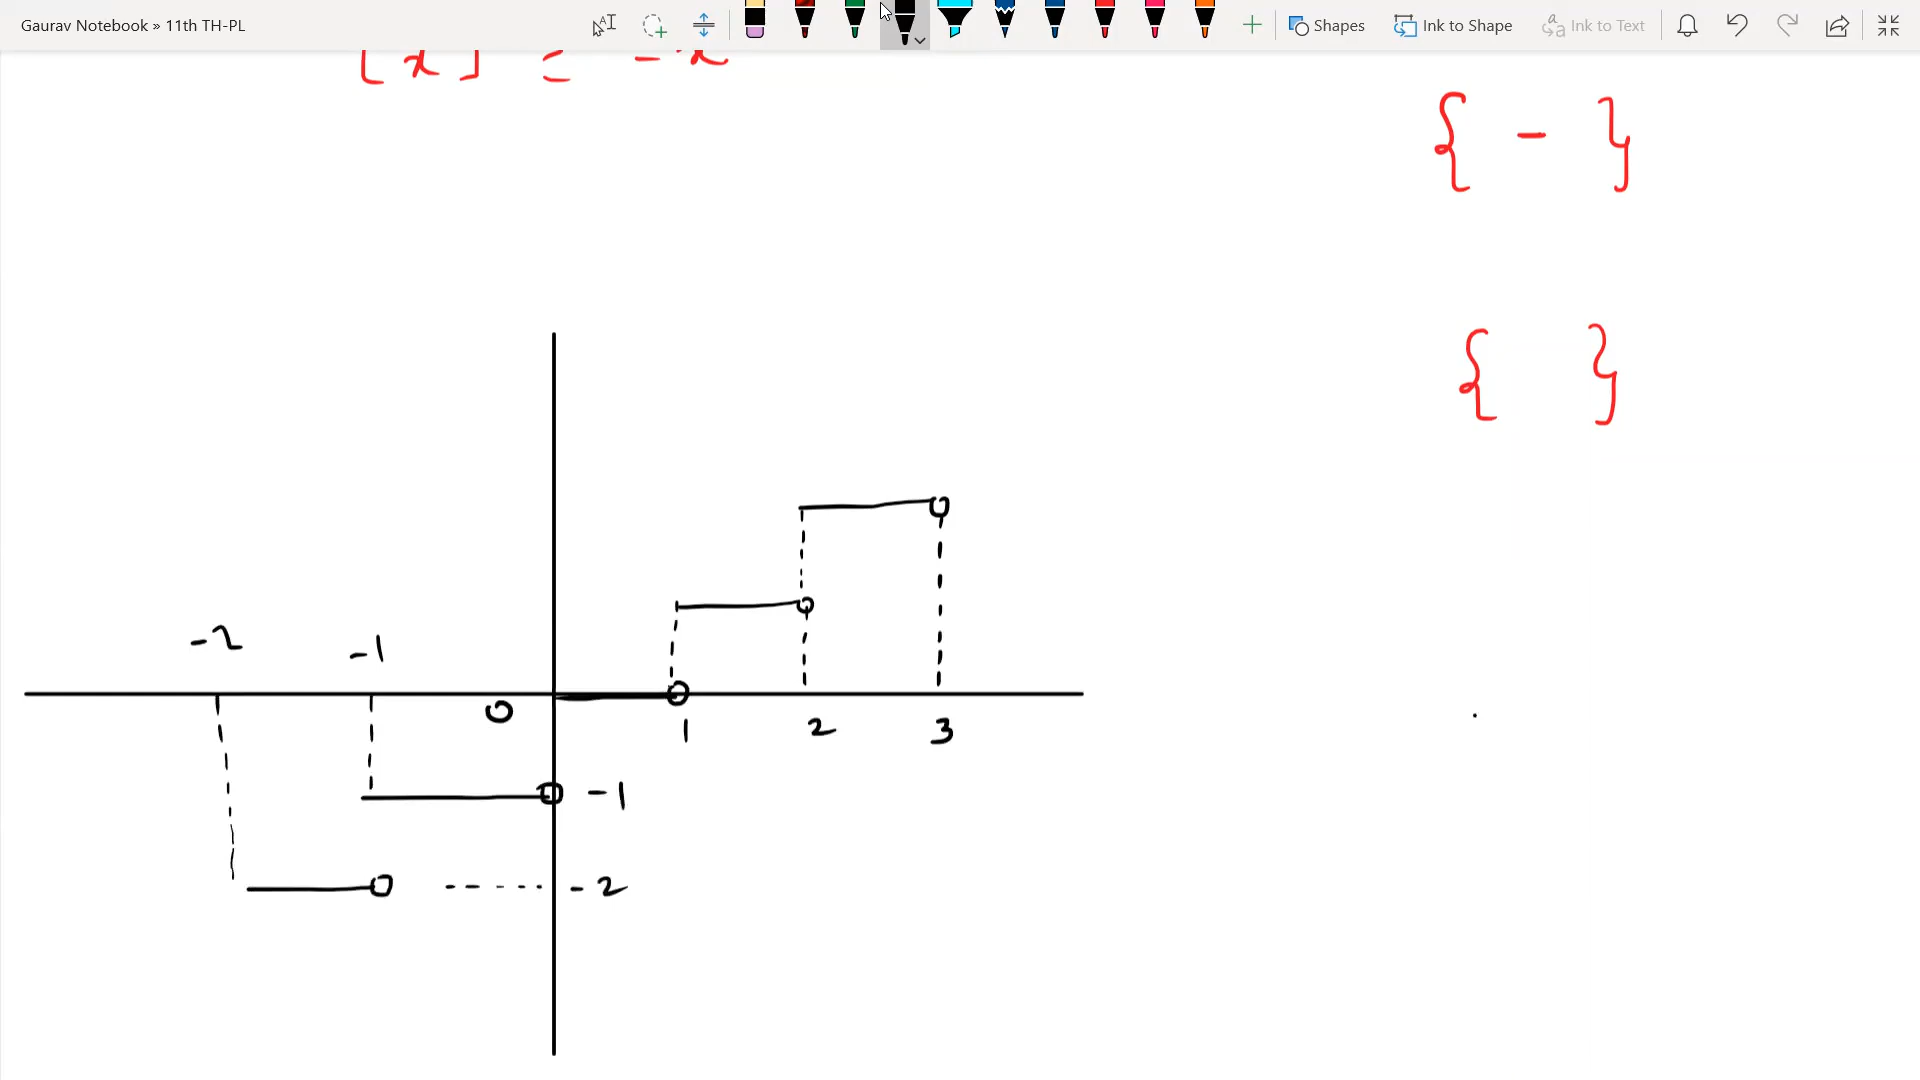 Gaurav Notebook » 11th TH-PL
Shapes
Ink to Shape
Ink to Text
[x] = -x
{ - }
{ }
-2
-1
0
1
2
3
-1
-2